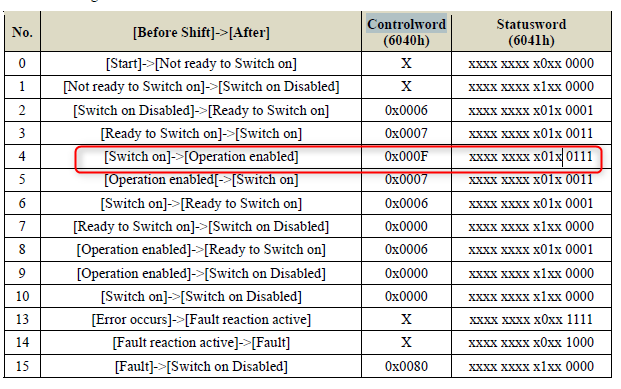 No. [Before Shift]->[After] Controlword (6040h) Statusword (6041h)
0 [Start]->[Not ready to Switch on] X xxxx xxxx x0xx 0000
1 [Not ready to Switch on]->[Switch on Disabled] X xxxx xxxx x1xx 0000
2 [Switch on Disabled]->[Ready to Switch on] 0x0006 xxxx xxxx x01x 0001
3 [Ready to Switch on]->[Switch on] 0x0007 xxxx xxxx x01x 0011
4 [Switch on]->[Operation enabled] 0x000F xxxx xxxx x01x 0111
5 [Operation enabled[->[Switch on] 0x0007 xxxx xxxx x01x 0011
6 [Switch on]->[Ready to Switch on] 0x0006 xxxx xxxx x01x 0001
7 [Ready to Switch on]->[Switch on Disabled] 0x0000 xxxx xxxx x1xx 0000
8 [Operation enabled]->[Ready to Switch on] 0x0006 xxxx xxxx x01x 0001
9 [Operation enabled]->[Switch on Disabled] 0x0000 xxxx xxxx x1xx 0000
10 [Switch on]->[Switch on Disabled] 0x0000 xxxx xxxx x1xx 0000
13 [Error occurs]->[Fault reaction active] X xxxx xxxx x0xx 1111
14 [Fault reaction active]->[Fault] X xxxx xxxx x0xx 1000
15 [Fault]->[Switch on Disabled] 0x0080 xxxx xxxx x1xx 0000